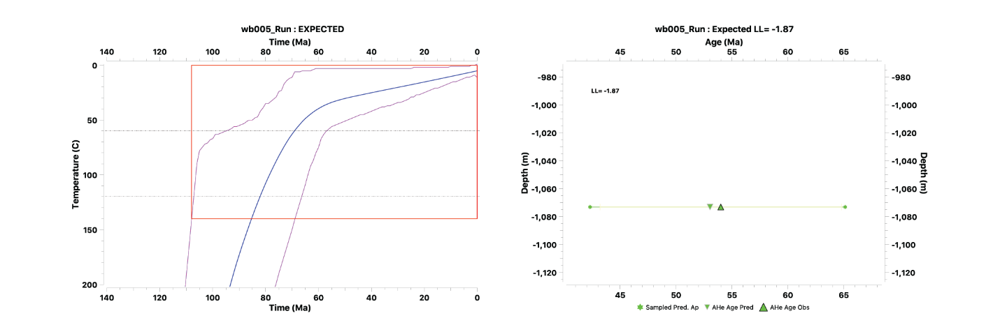 wb005_Run : EXPECTED
Time (Ma)
140 120 100 80 60 40 20 0
0
50
100
150
200
Temperature (C)
140 120 100 80 60 40 20 0
Time (Ma)
wb005_Run : Expected LL= -1.87
Age (Ma)
45 50 55 60 65
-980 -980
LL= -1.87
-1,000 -1,000
-1,020 -1,020
-1,040 -1,040
-1,060 -1,060
-1,080 -1,080
-1,100 -1,100
-1,120 -1,120
Depth (m) Depth (m)
45 50 55 60 65
Sampled Pred. Ap AHe Age Pred AHe Age Obs